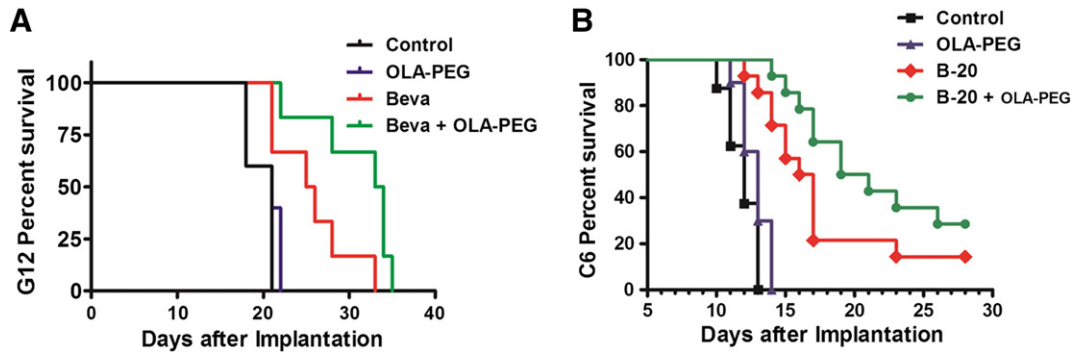 A
G12 Percent survival
100
75
50
25
0
0 10 20 30 40
Days after Implantation
Control
OLA-PEG
Beva
Beva + OLA-PEG
B
C6 Percent survival
100
80
60
40
20
0
5 10 15 20 25 30
Days after Implantation
Control
OLA-PEG
B-20
B-20 + OLA-PEG